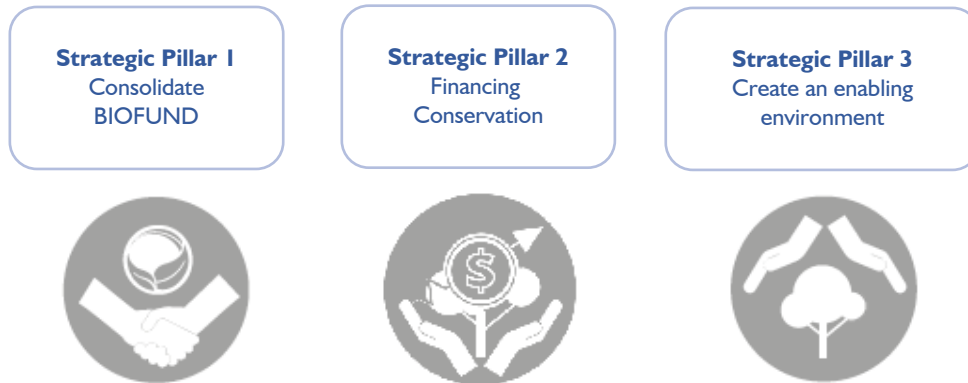 Strategic Pillar 1
Consolidate
BIOFUND
Strategic Pillar 2
Financing
Conservation
Strategic Pillar 3
Create an enabling
environment
$